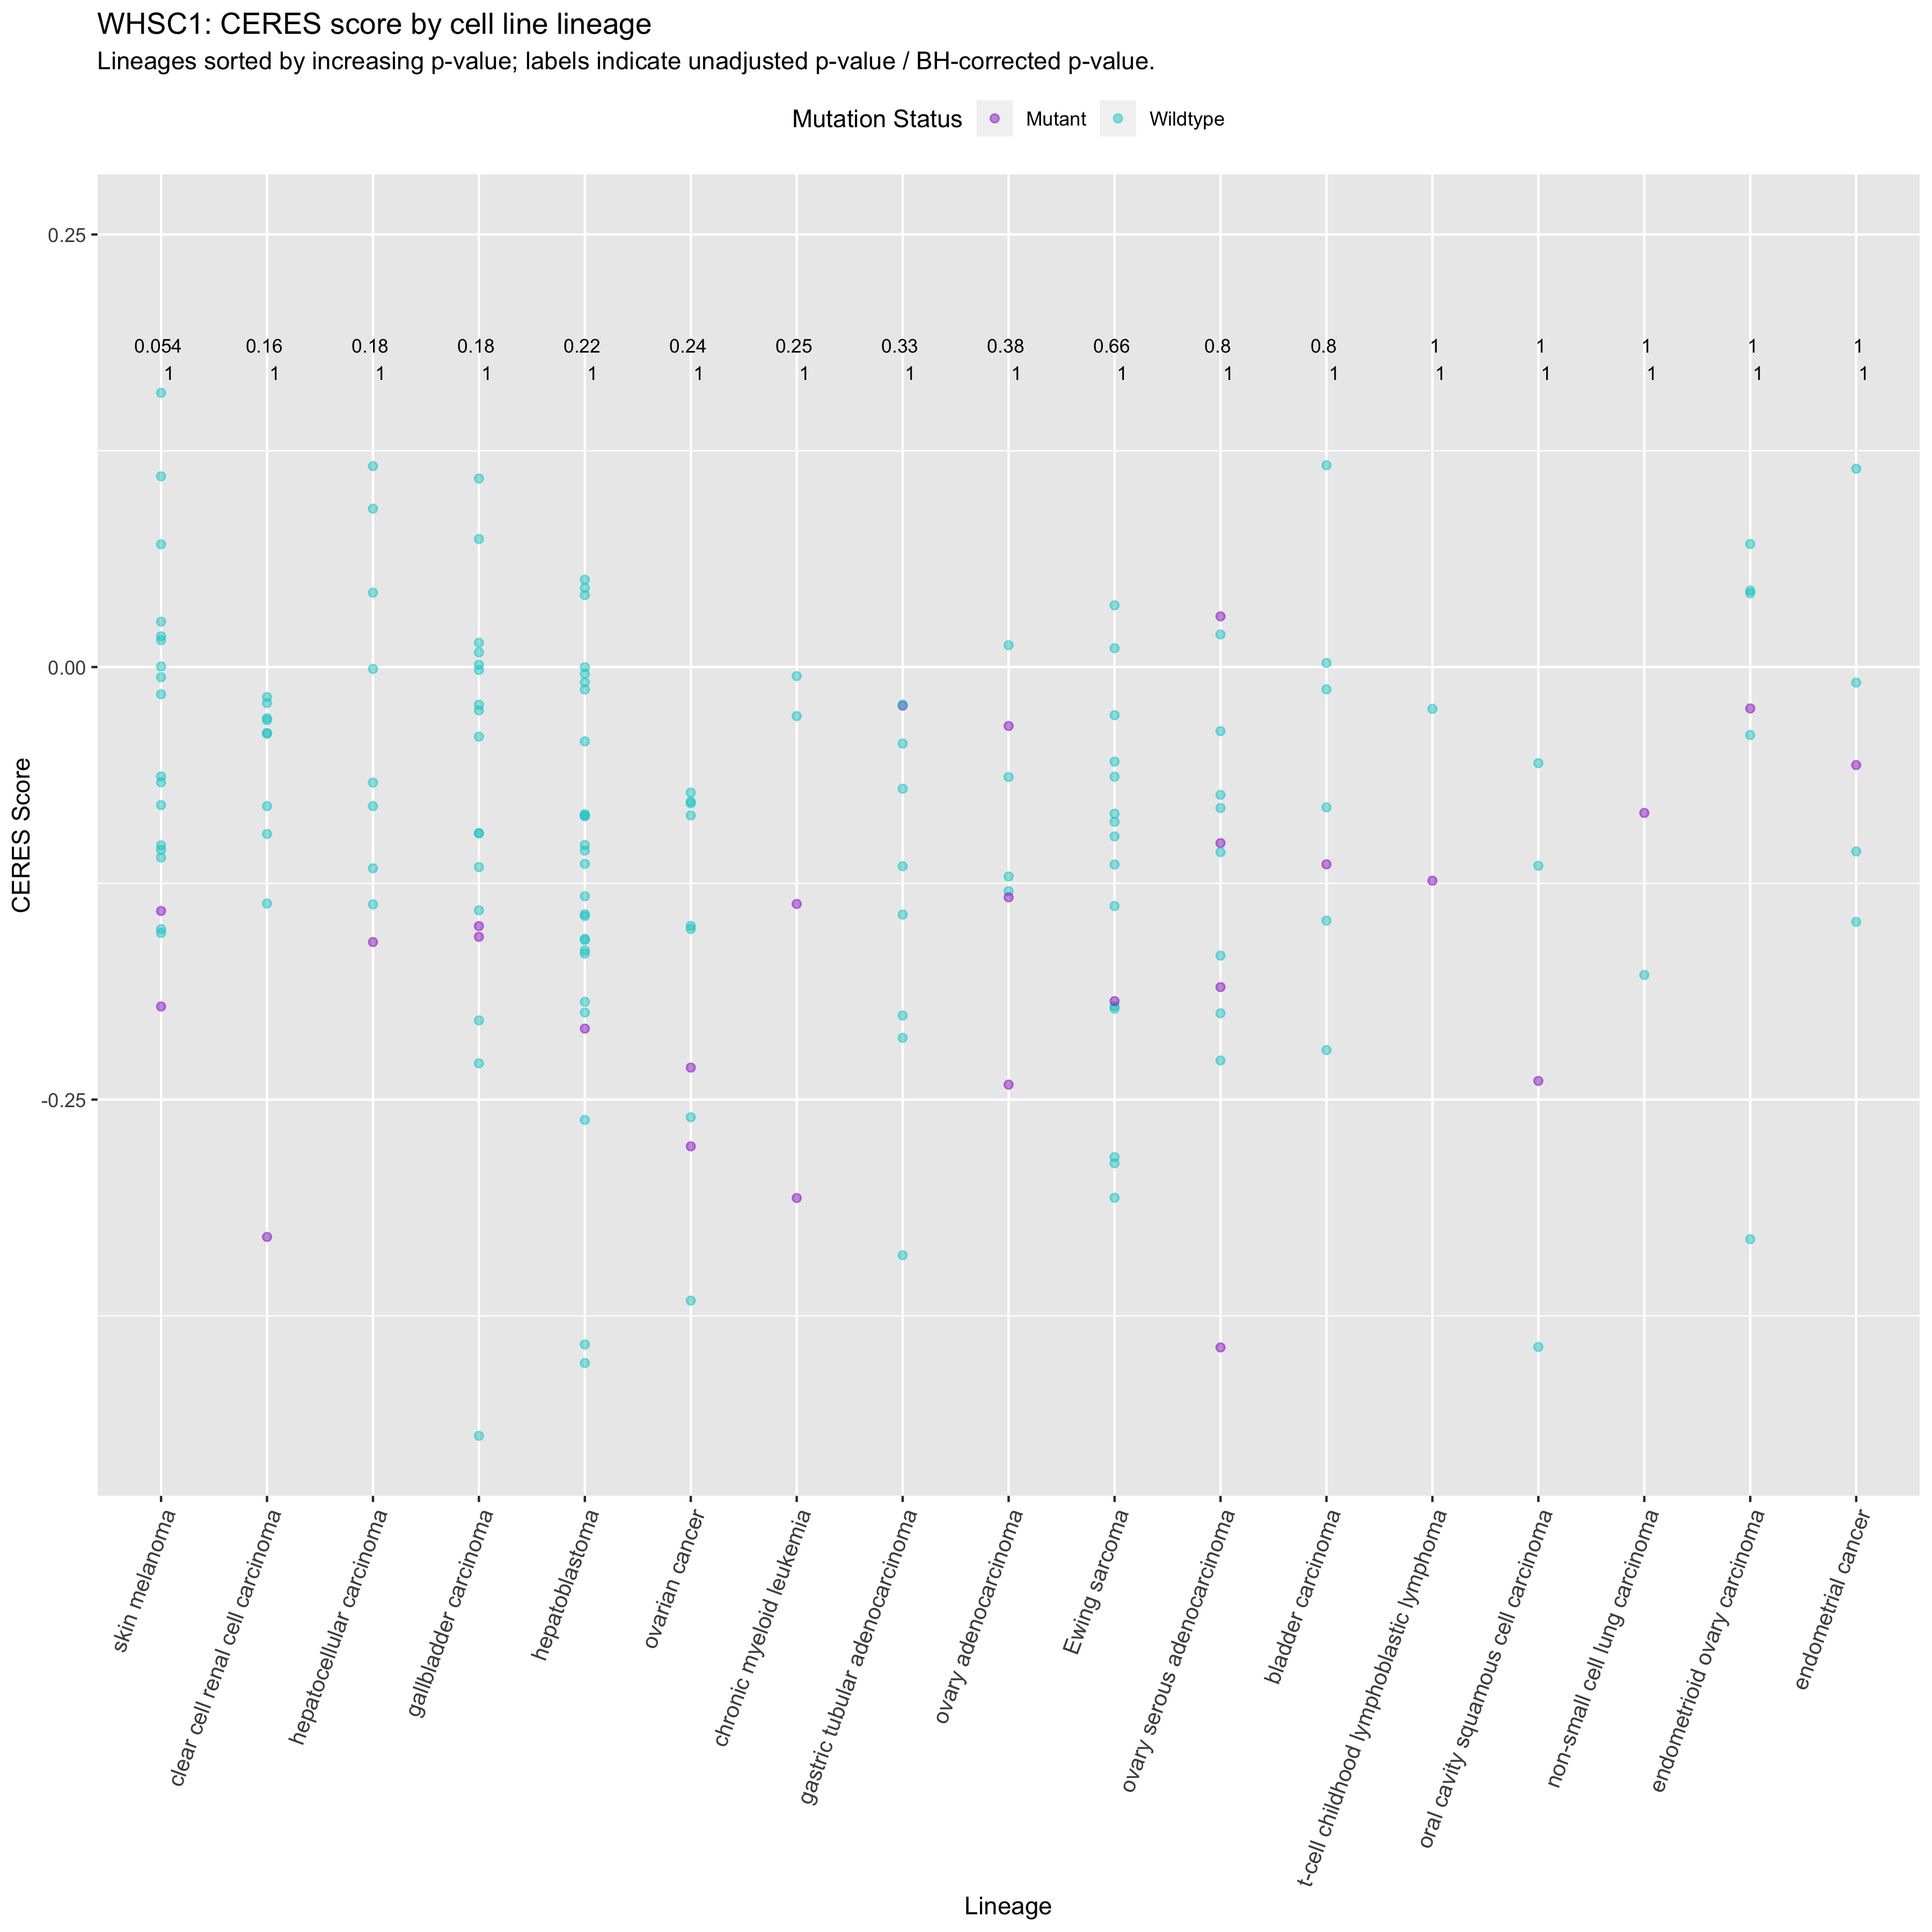 WHSC1: CERES score by cell line lineage
Lineages sorted by increasing p-value; labels indicate unadjusted p-value / BH-corrected p-value.
Mutation Status Mutant Wildtype
0.25
0.054 0.16 0.18 0.18 0.22 0.24 0.25 0.33 0.38 0.66 0.8 0.8 1 1 1 1 1
1 1 1 1 1 1 1 1 1 1 1 1 1 1 1 1 1
0.00
CERES Score
-0.25
skin melanoma
clear cell renal cell carcinoma
hepatocellular carcinoma
gallbladder carcinoma
hepatoblastoma
ovarian cancer
chronic myeloid leukemia
gastric tubular adenocarcinoma
ovary adenocarcinoma
Ewing sarcoma
ovary serous adenocarcinoma
bladder carcinoma
t-cell childhood lymphoblastic lymphoma
oral cavity squamous cell carcinoma
non-small cell lung carcinoma
endometrioid ovary carcinoma
endometrial cancer
Lineage